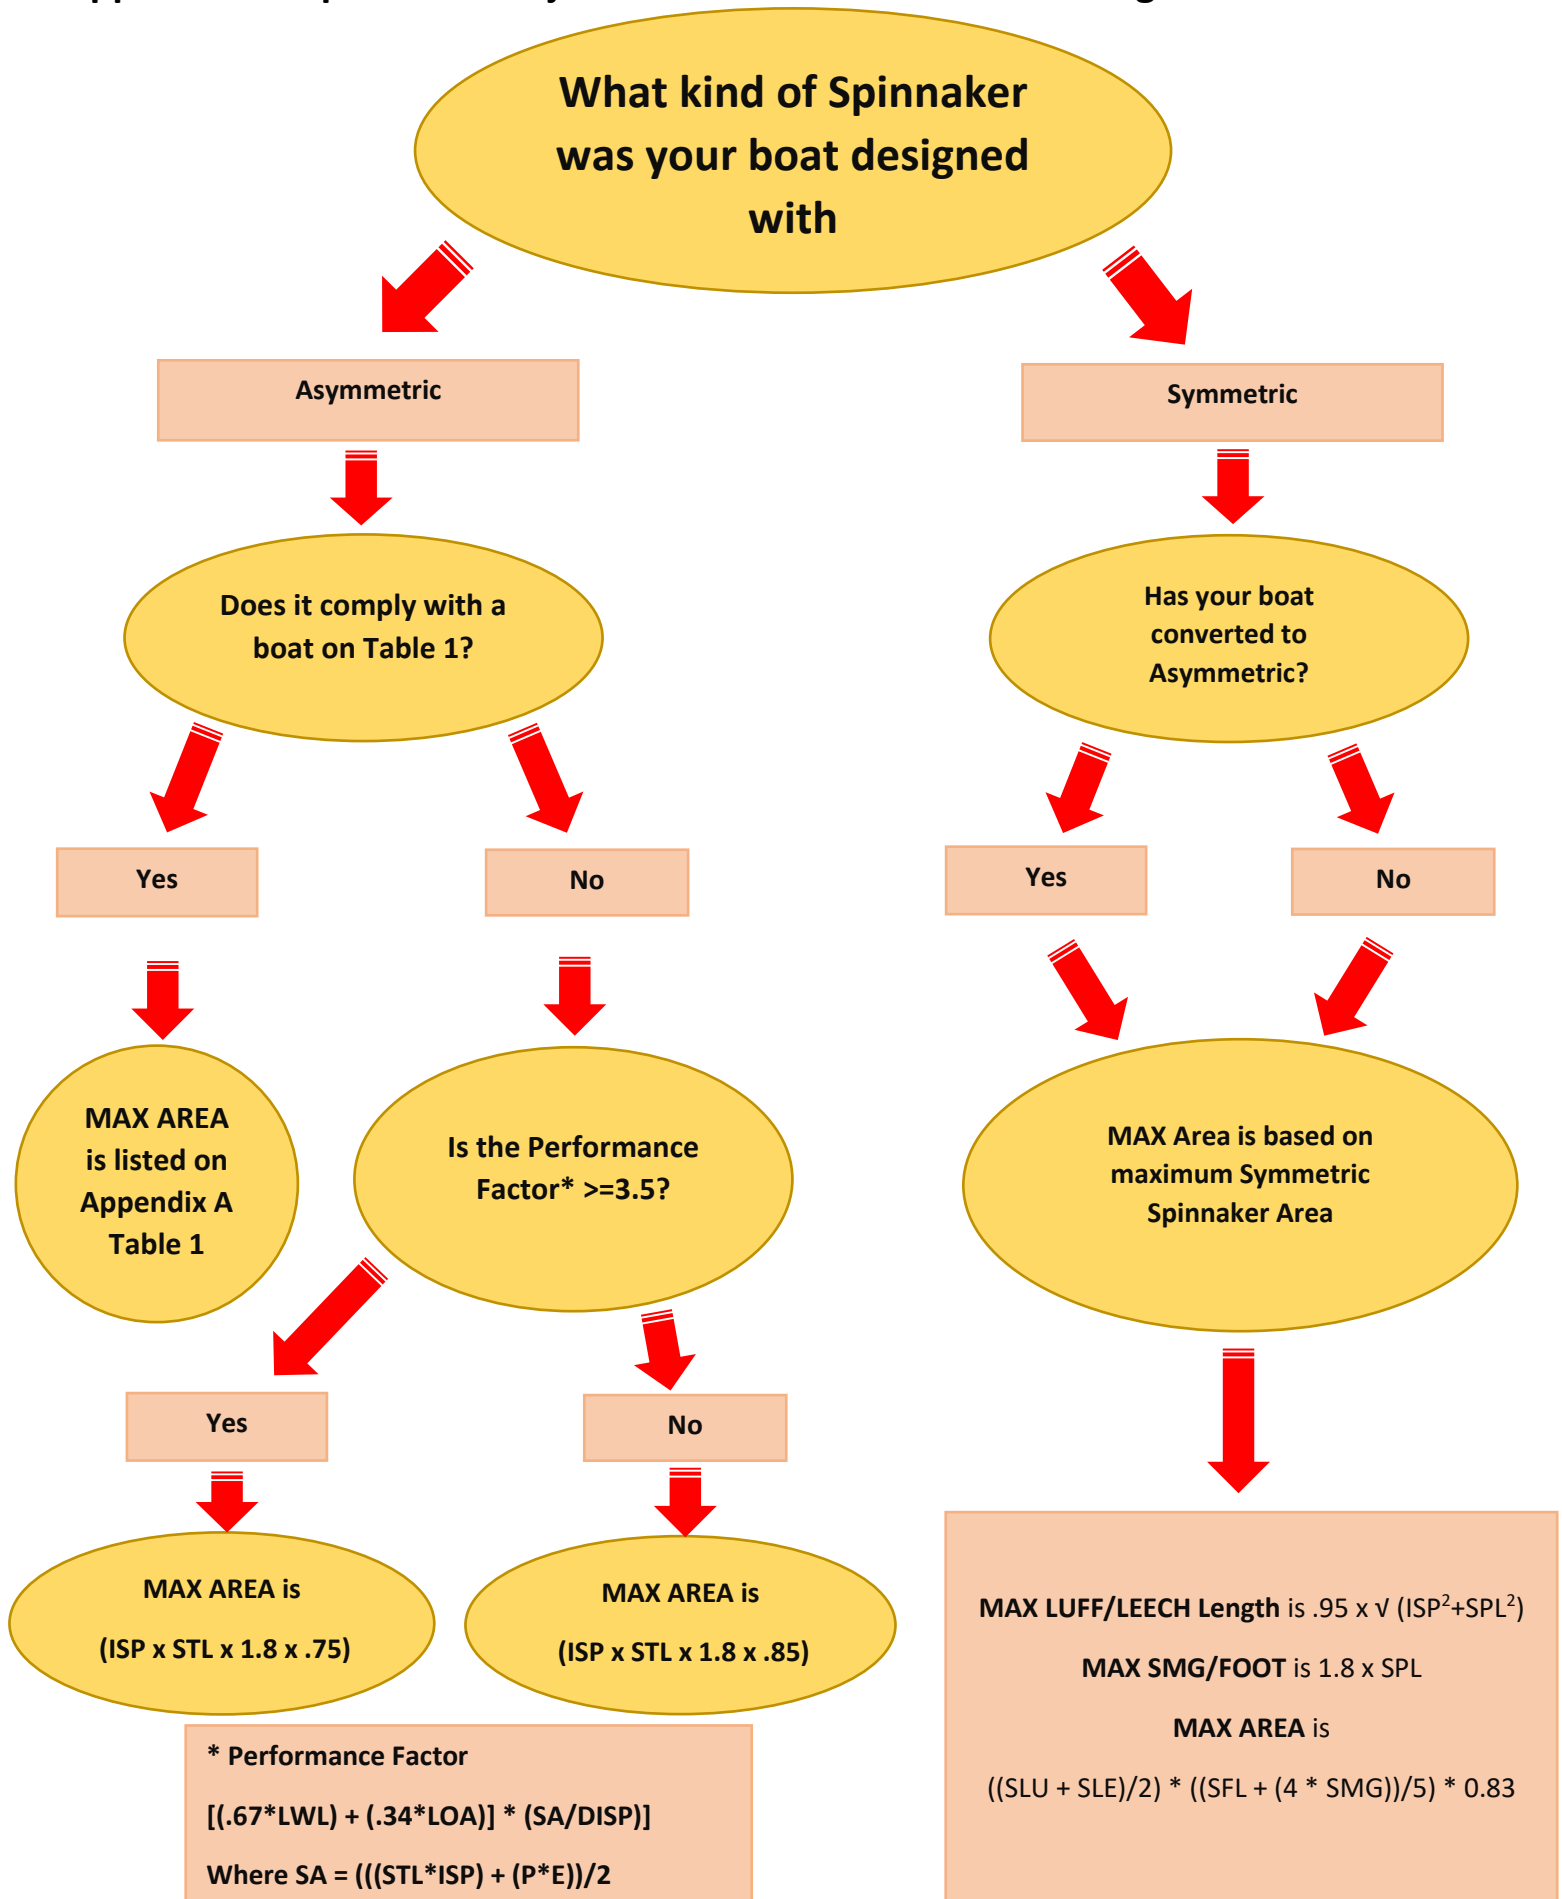 What kind of Spinnaker
was your boat designed
with
Asymmetric
Symmetric
Does it comply with a
boat on Table 1?
Has your boat
converted to
Asymmetric?
Yes
No
Yes
No
MAX AREA
is listed on
Appendix A
Table 1
Is the Performance
Factor* >=3.5?
MAX Area is based on
maximum Symmetric
Spinnaker Area
Yes
No
MAX AREA is
(ISP x STL x 1.8 x .75)
MAX AREA is
(ISP x STL x 1.8 x .85)
MAX LUFF/LEECH Length is .95 x √ (ISP²+SPL²)
MAX SMG/FOOT is 1.8 x SPL
MAX AREA is
((SLU + SLE)/2) * ((SFL + (4 * SMG))/5) * 0.83
* Performance Factor
[(.67*LWL) + (.34*LOA)] * (SA/DISP)]
Where SA = (((STL*ISP) + (P*E))/2